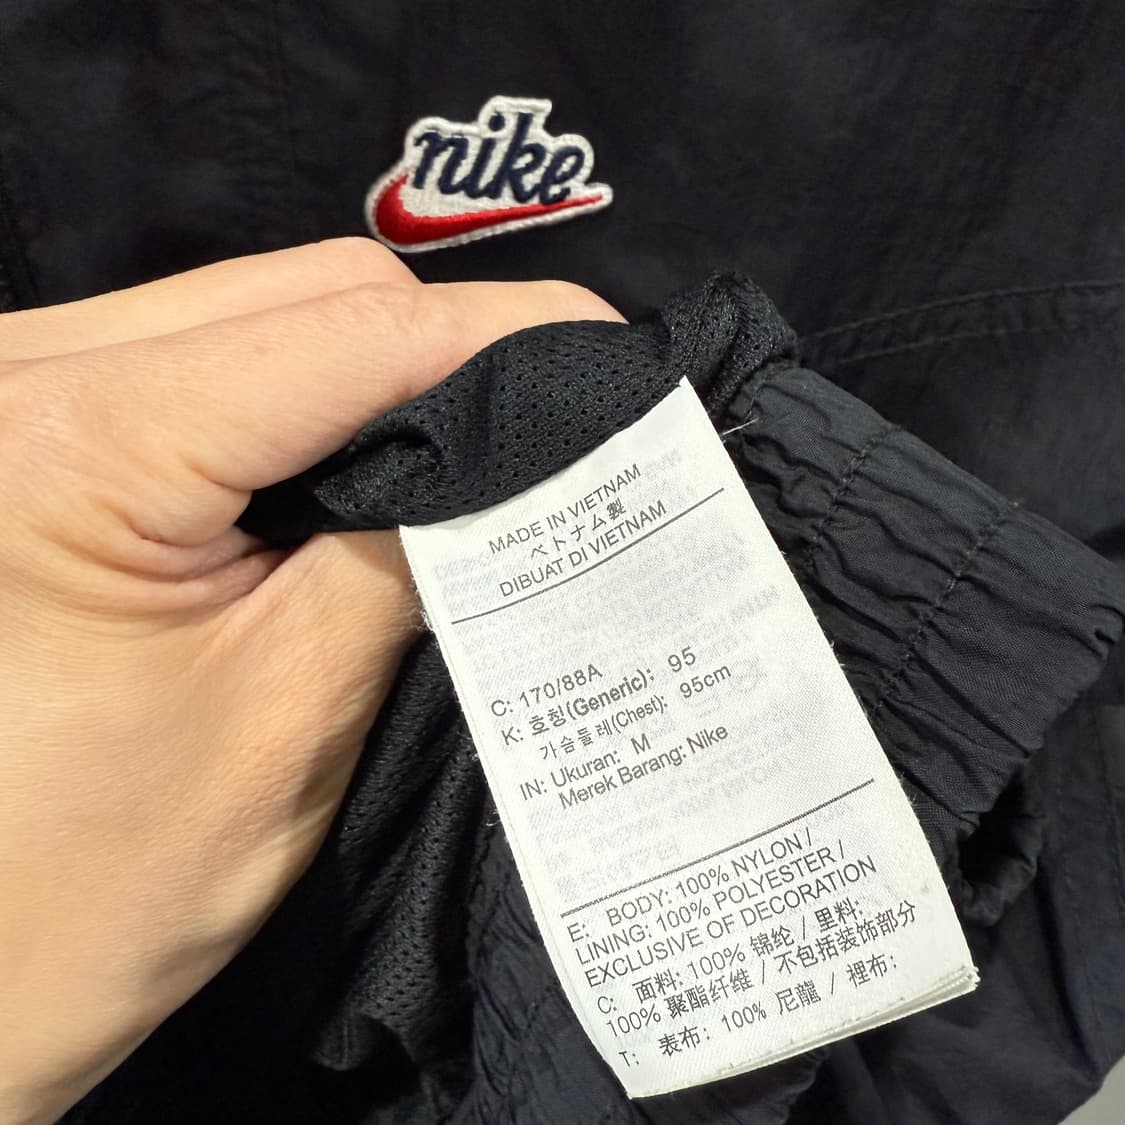 nike
MADE IN VIETNAM
ベトナム製
DIBUAT DI VIETNAM
C: 170/88A
K: 호칭(Generic): 95
가슴둘레(Chest): 95cm
IN: Ukuran: M
Merek Barang: Nike
E: BODY: 100% NYLON /
LINING: 100% POLYESTER /
EXCLUSIVE OF DECORATION
C: 面料: 100% 锦纶 / 里料:
100% 聚酯纤维 / 不包括装饰部分
T: 表布: 100% 尼龍 / 裡布: